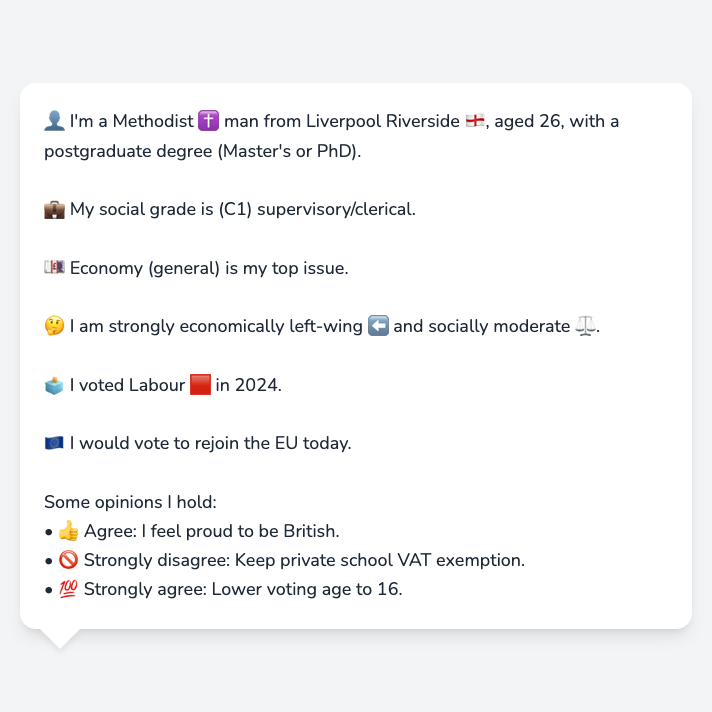 👤 I'm a Methodist ✝️ man from Liverpool Riverside 🏴󠁧󠁢󠁥󠁮󠁧󠁿, aged 26, with a
postgraduate degree (Master's or PhD).
💼 My social grade is (C1) supervisory/clerical.
💷 Economy (general) is my top issue.
🤔 I am strongly economically left-wing ⬅️ and socially moderate ⚖️.
🗳️ I voted Labour 🟥 in 2024.
🇪🇺 I would vote to rejoin the EU today.
Some opinions I hold:
• 👍 Agree: I feel proud to be British.
• 🚫 Strongly disagree: Keep private school VAT exemption.
• 💯 Strongly agree: Lower voting age to 16.